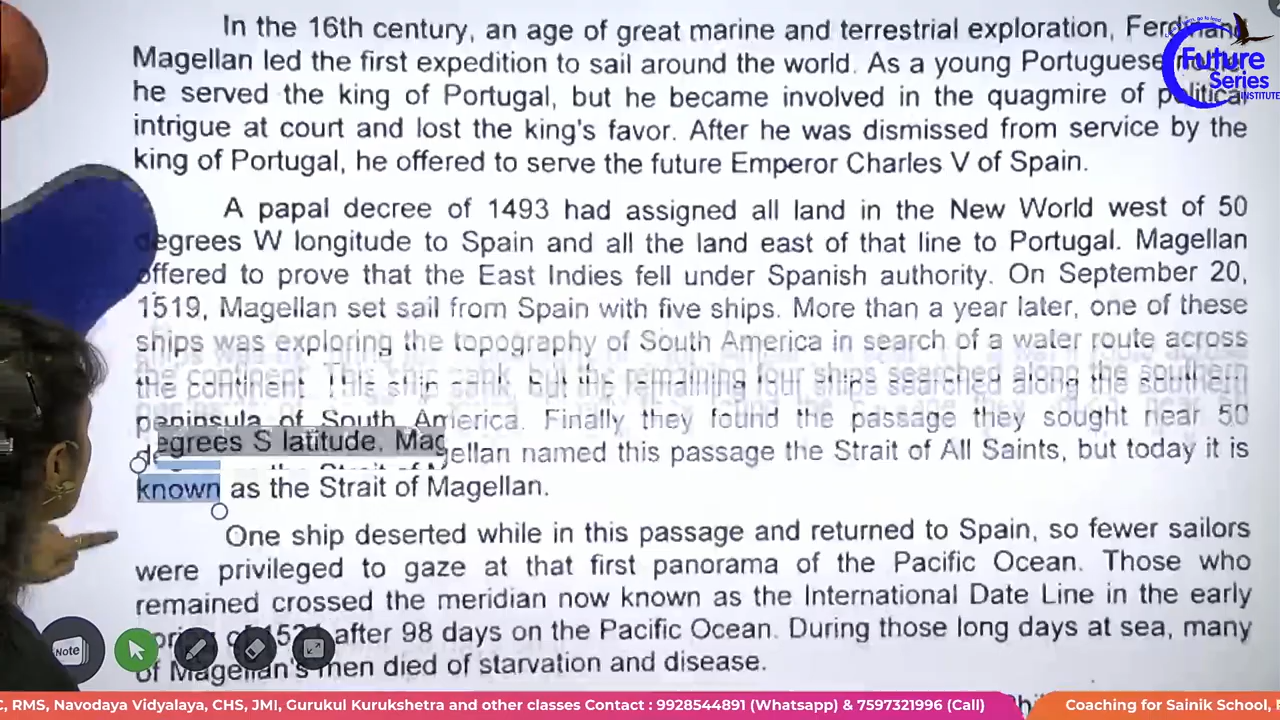 In the 16th century, an age of great marine and terrestrial exploration, Ferdinand
Magellan led the first expedition to sail around the world. As a young Portuguese
he served the king of Portugal, but he became involved in the quagmire of political
intrigue at court and lost the king's favor. After he was dismissed from service by the
king of Portugal, he offered to serve the future Emperor Charles V of Spain.
A papal decree of 1493 had assigned all land in the New World west of 50
degrees W longitude to Spain and all the land east of that line to Portugal. Magellan
offered to prove that the East Indies fell under Spanish authority. On September 20,
1519, Magellan set sail from Spain with five ships. More than a year later, one of these
ships was exploring the topography of South America in search of a water route across
the continent. This ship sank, but the remaining four ships searched along the southern
peninsula of South America. Finally they found the passage they sought near 50
degrees S latitude. Magellan named this passage the Strait of All Saints, but today it is
known as the Strait of Magellan.
One ship deserted while in this passage and returned to Spain, so fewer sailors
were privileged to gaze at that first panorama of the Pacific Ocean. Those who
remained crossed the meridian now known as the International Date Line in the early
of after 98 days on the Pacific Ocean. During those long days at sea, many
of Magellan's men died of starvation and disease.
Future
Series
INSTITUTE
Note
egrees S latitude. Mag
C, RMS, Navodaya Vidyalaya, CHS, JMI, Gurukul Kurukshetra and other classes Contact : 9928544891 (Whatsapp) & 7597321996 (Call)
Coaching for Sainik School,